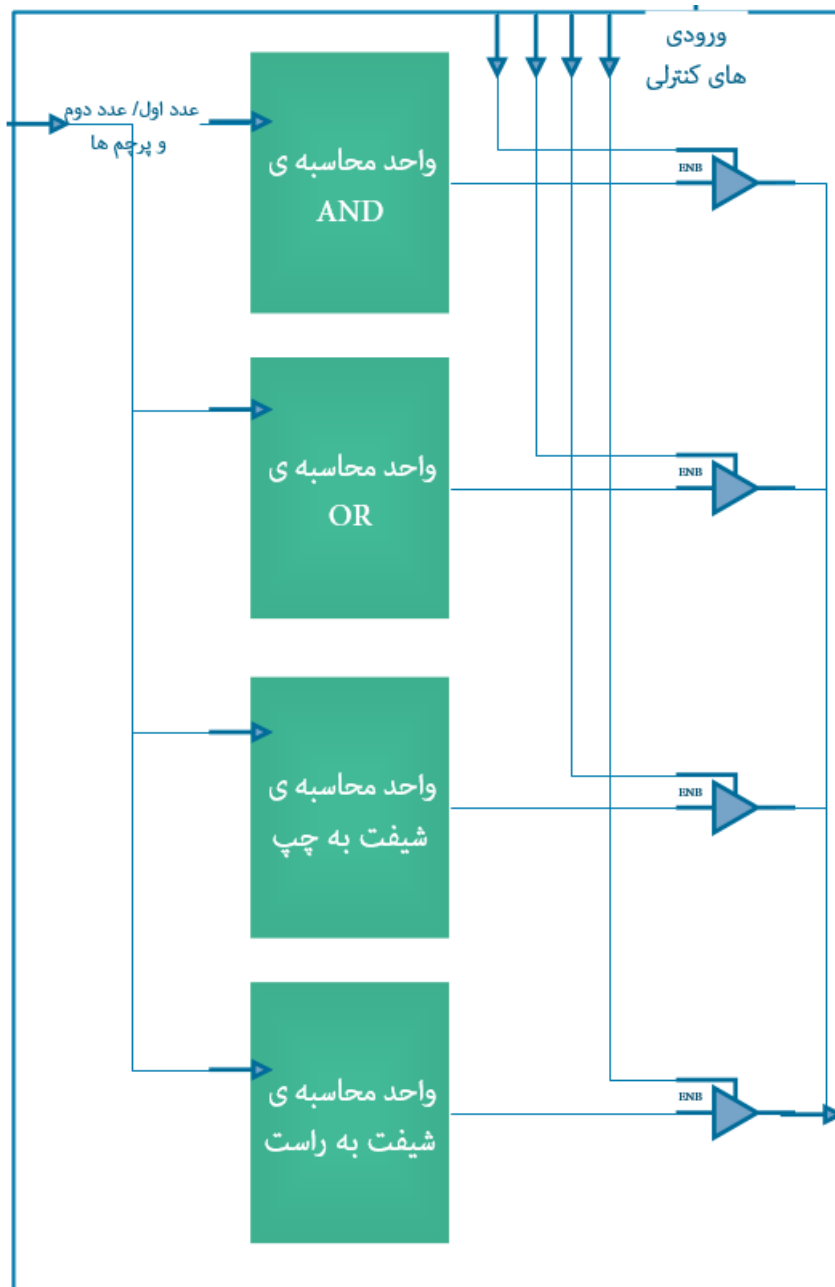 ورودی
های کنترلی
عدد اول/ عدد دوم
و پرچم ها
واحد محاسبه ی
AND
ENB
واحد محاسبه ی
OR
ENB
واحد محاسبه ی
شیفت به چپ
ENB
واحد محاسبه ی
شیفت به راست
ENB